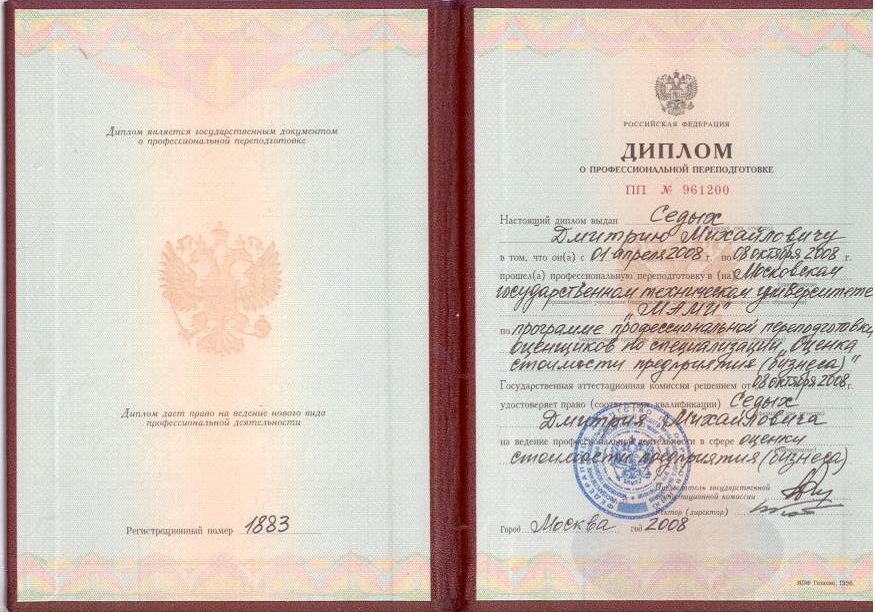 Диплом является государственным документом
о профессиональной переподготовке
Диплом дает право на ведение нового вида
профессиональной деятельности
Регистрационный номер 1883
РОССИЙСКАЯ ФЕДЕРАЦИЯ
ДИПЛОМ
О ПРОФЕССИОНАЛЬНОЙ ПЕРЕПОДГОТОВКЕ
ПП № 961200
Настоящий диплом выдан Седых
Дмитрию Михайловичу
в том, что он(а) с 01 апреля 2008 г. по 08 октября 2008 г.
прошел(а) профессиональную переподготовку в (на) Московском
государственном техническом университете
"МАМИ"
по программе "профессиональной переподготовки
оценщиков по специализации "Оценка
стоимости предприятия (бизнеса)"
Государственная аттестационная комиссия решением от 08 октября 2008 г.
удостоверяет право (соответствие квалификации) Седых
Дмитрия Михайловича
на ведение профессиональной деятельности в сфере оценки
стоимости предприятия (бизнеса)
Председатель государственной
аттестационной комиссии
Ректор (директор)
Город Москва год 2008
МПФ Гознака, 1996.